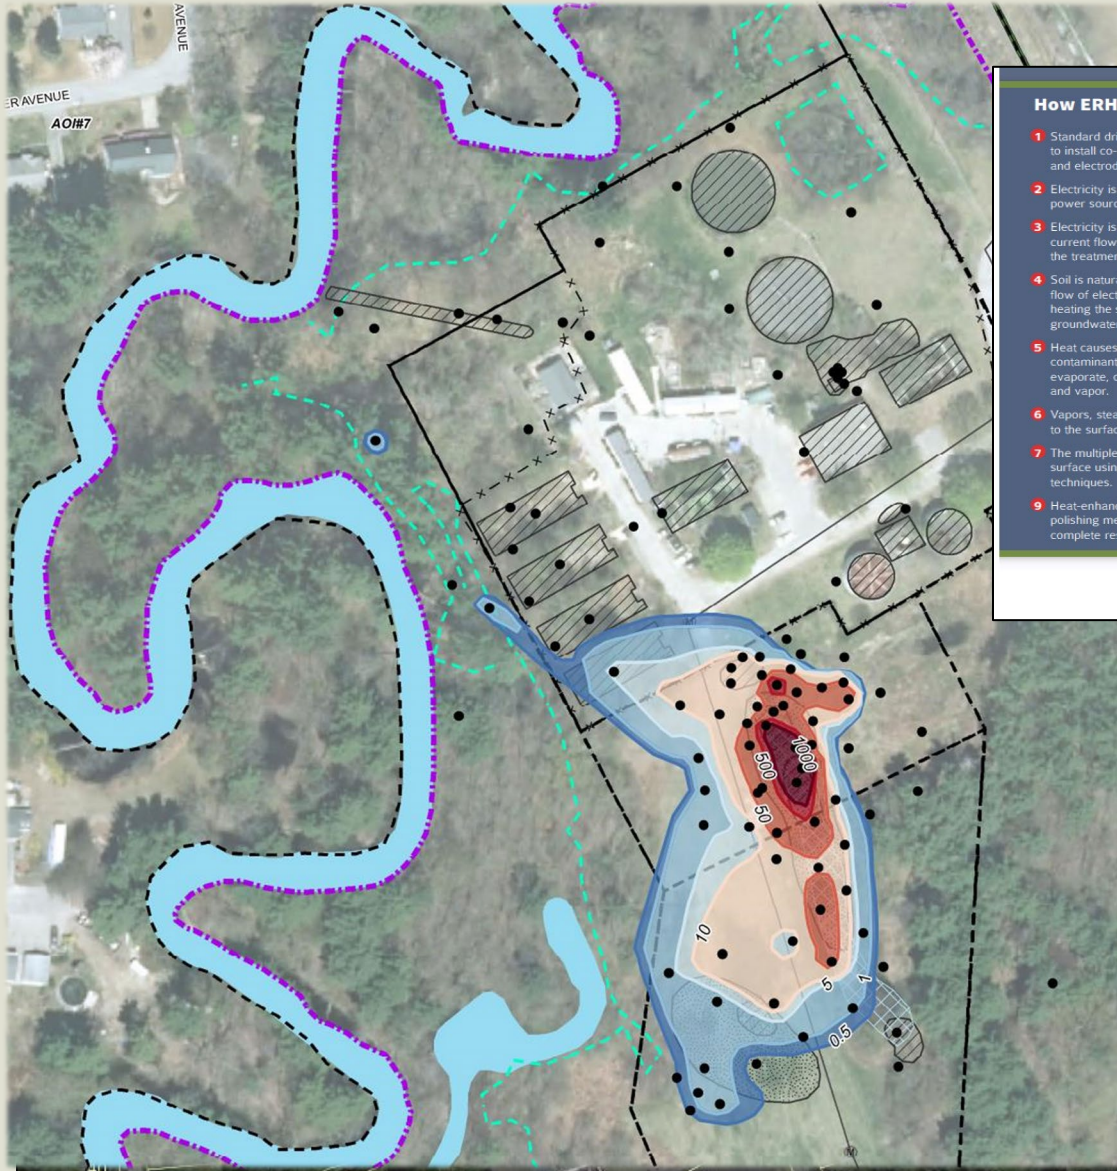 AVENUE
ER AVENUE
AOI#7
How ERH
1 Standard dri
to install co-
and electrod
2 Electricity is
power sourc
3 Electricity is
current flow
the treatmen
4 Soil is natura
flow of elect
heating the s
groundwate
5 Heat causes
contaminant
evaporate, c
and vapor.
6 Vapors, stea
to the surfac
7 The multiple
surface usin
techniques.
9 Heat-enhanc
polishing me
complete res
1000
500
50
10
5
1
0.5